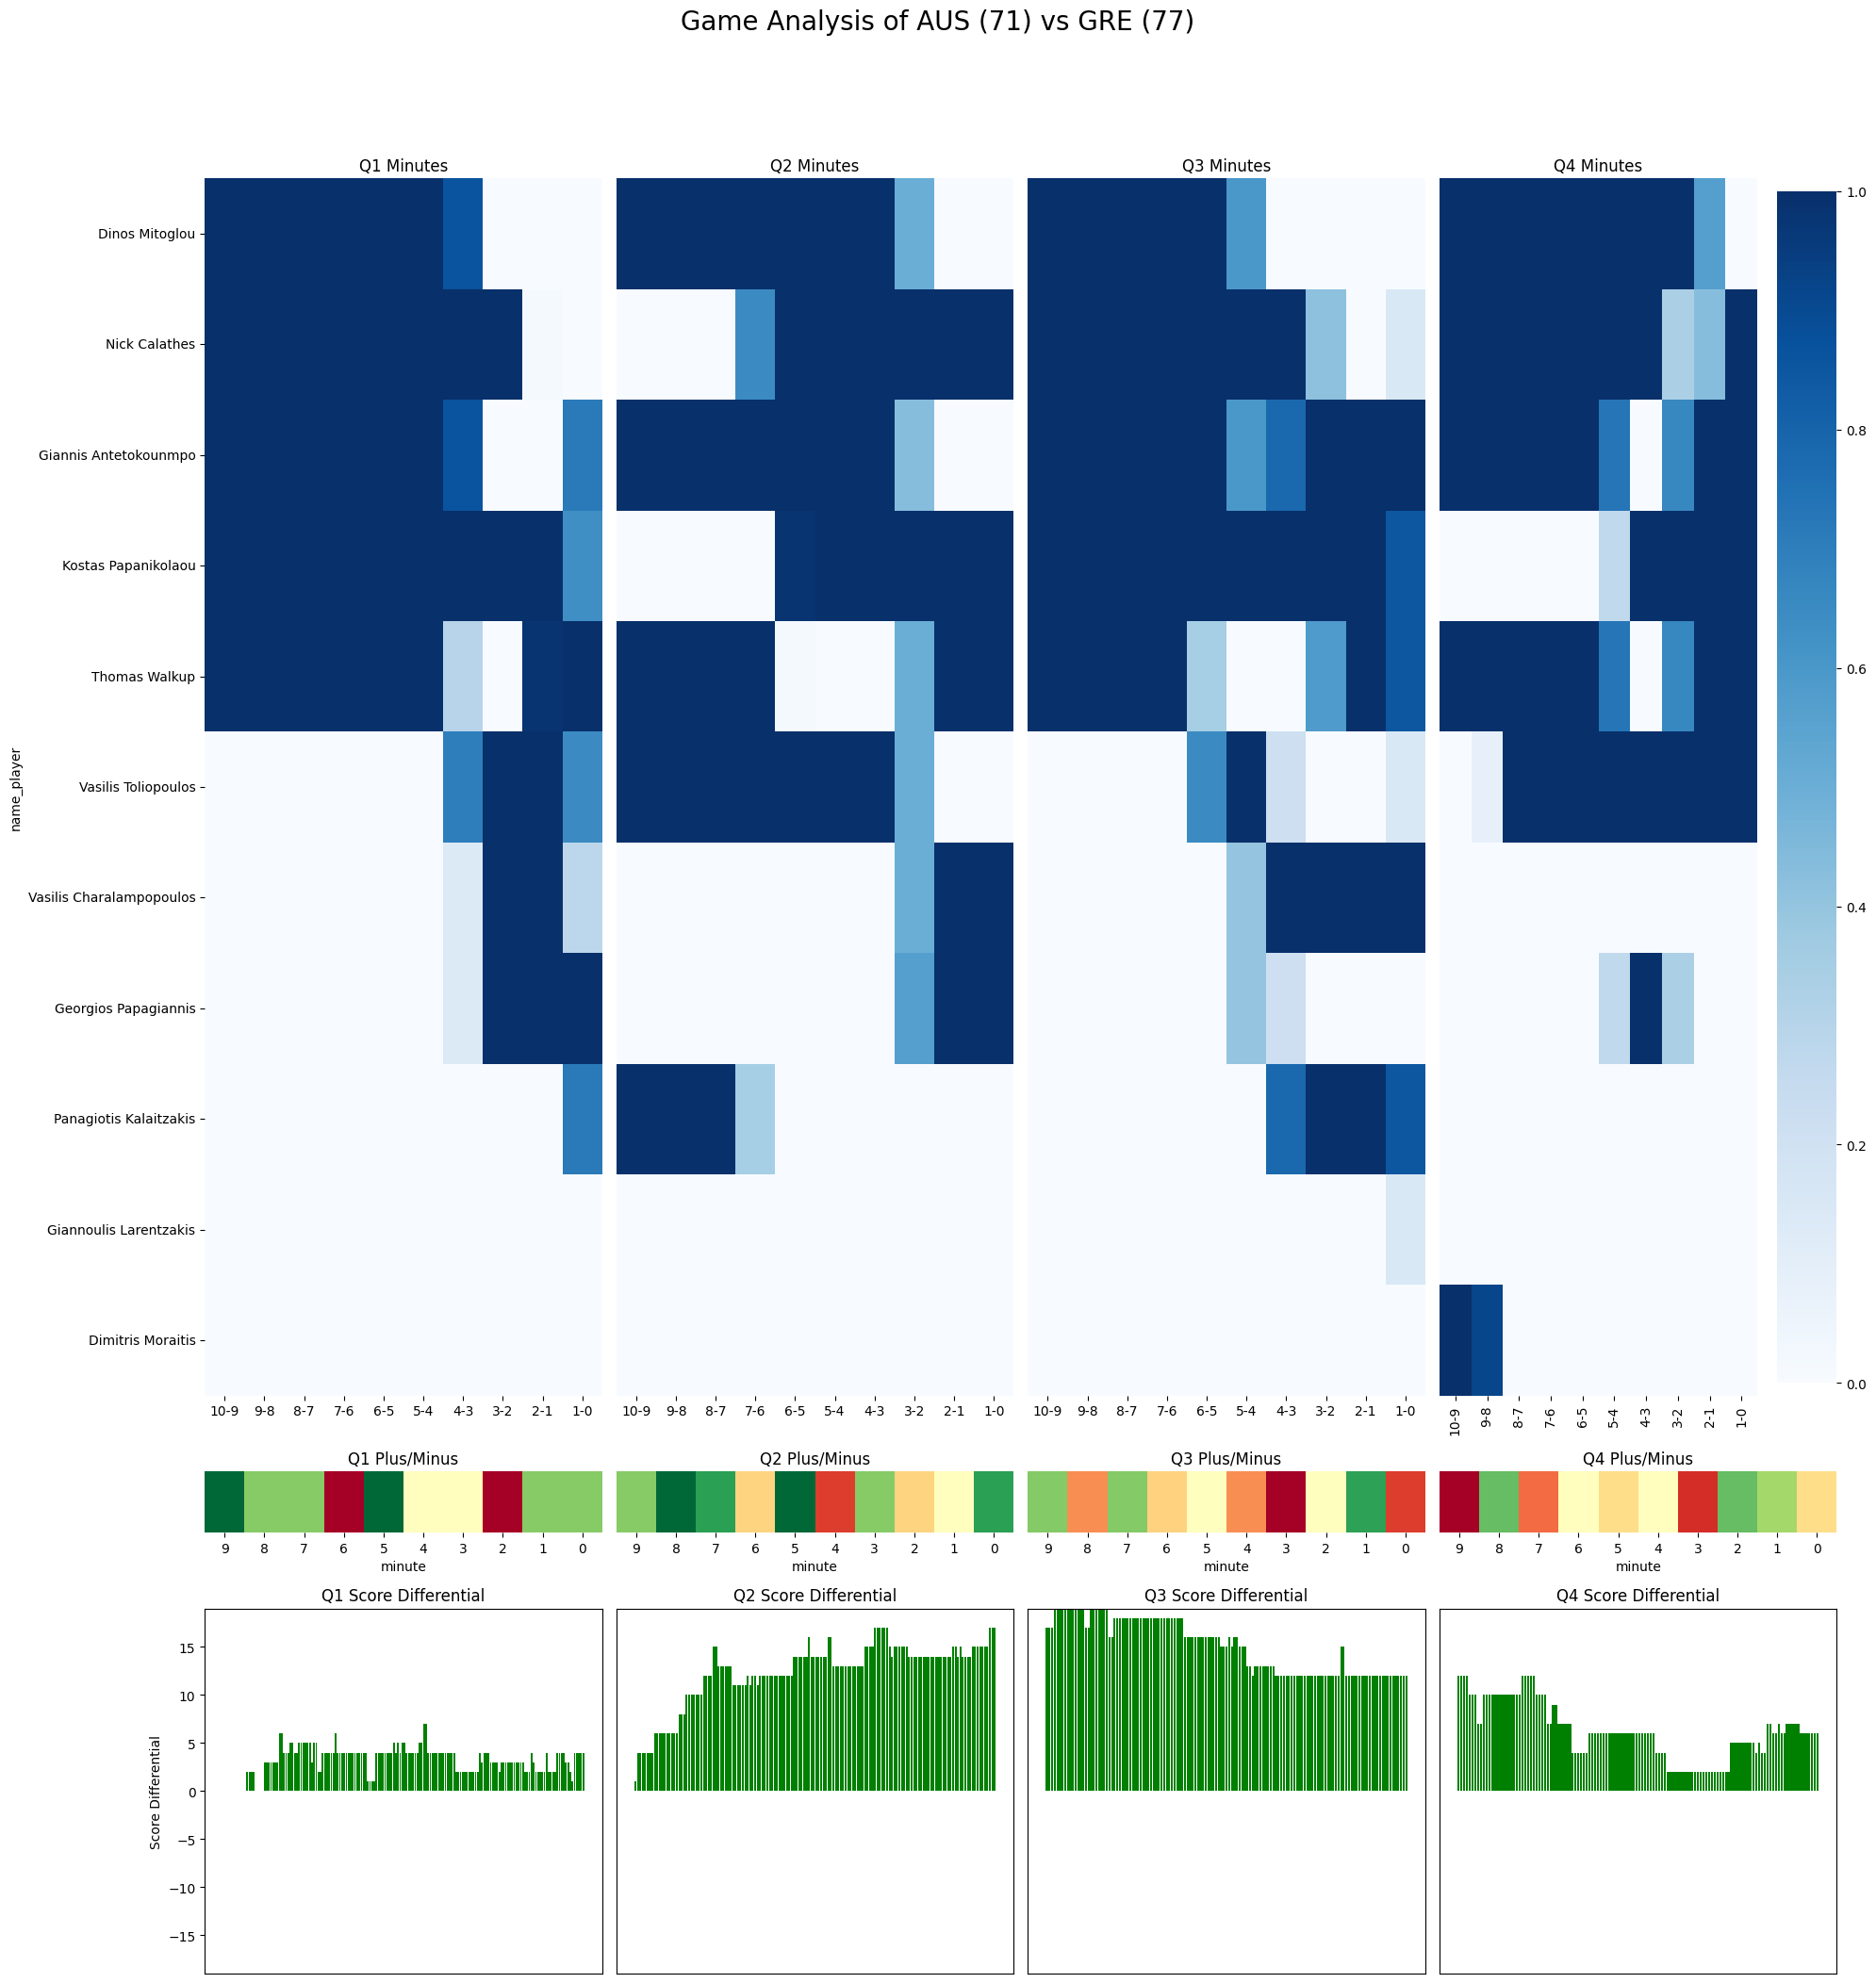 Game Analysis of AUS (71) vs GRE (77)
Q1 Minutes Q2 Minutes Q3 Minutes Q4 Minutes
name_player
Dinos Mitoglou
Nick Calathes
Giannis Antetokounmpo
Kostas Papanikolaou
Thomas Walkup
Vasilis Toliopoulos
Vasilis Charalampopoulos
Georgios Papagiannis
Panagiotis Kalaitzakis
Giannoulis Larentzakis
Dimitris Moraitis
1.0
0.8
0.6
0.4
0.2
0.0
10-9 9-8 8-7 7-6 6-5 5-4 4-3 3-2 2-1 1-0 10-9 9-8 8-7 7-6 6-5 5-4 4-3 3-2 2-1 1-0 10-9 9-8 8-7 7-6 6-5 5-4 4-3 3-2 2-1 1-0 10-9 9-8 8-7 7-6 6-5 5-4 4-3 3-2 2-1 1-0
Q1 Plus/Minus Q2 Plus/Minus Q3 Plus/Minus Q4 Plus/Minus
9 8 7 6 5 4 3 2 1 0 9 8 7 6 5 4 3 2 1 0 9 8 7 6 5 4 3 2 1 0 9 8 7 6 5 4 3 2 1 0
minute minute minute minute
Q1 Score Differential Q2 Score Differential Q3 Score Differential Q4 Score Differential
Score Differential
15
10
5
0
−5
−10
−15